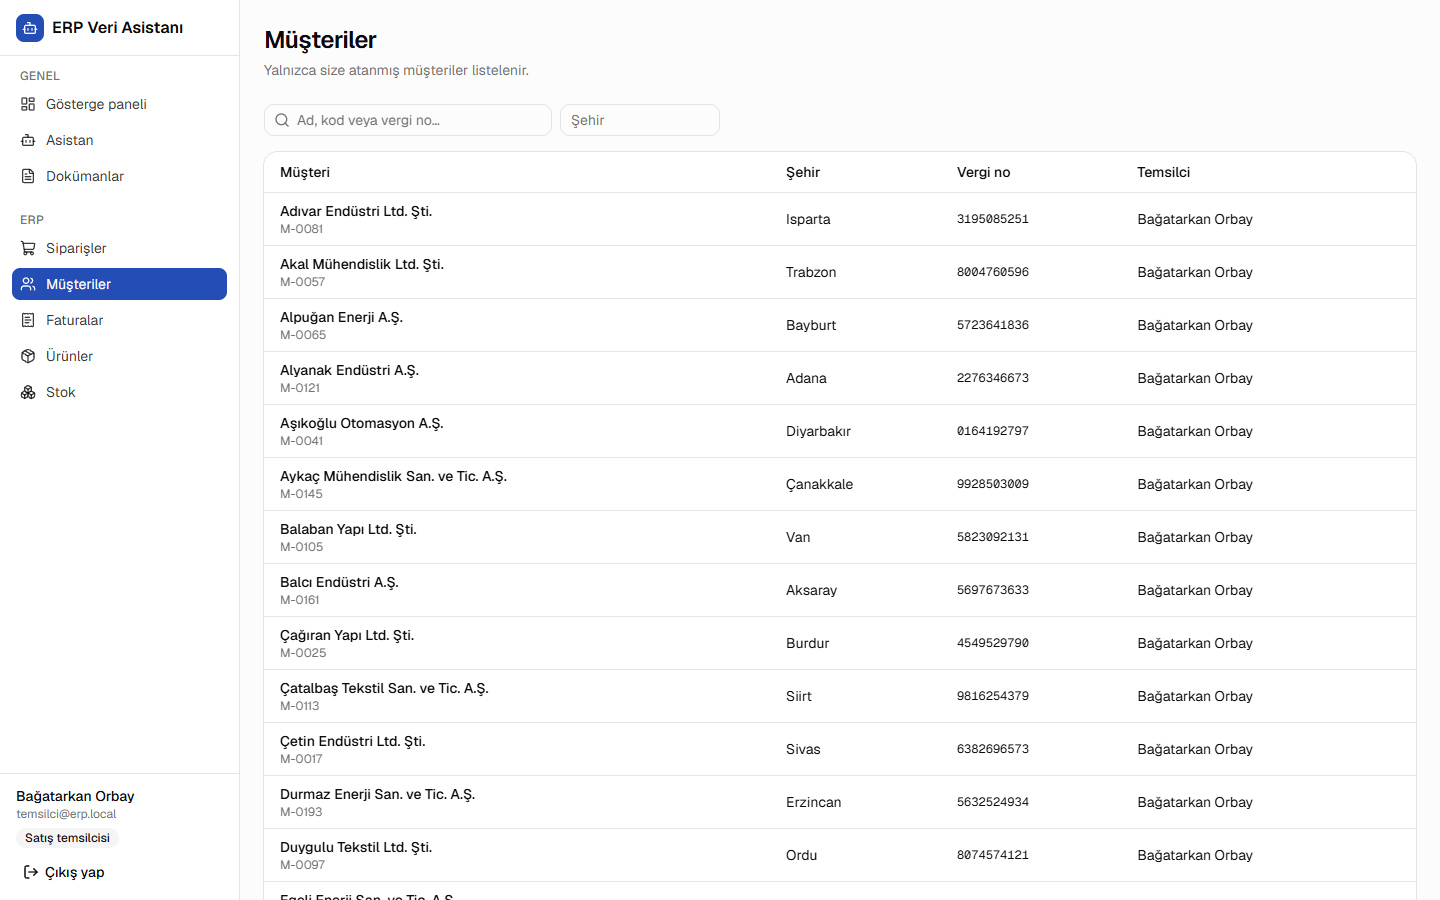 ERP Veri Asistanı
GENEL
Gösterge paneli
Asistan
Dokümanlar
ERP
Siparişler
Müşteriler
Faturalar
Ürünler
Stok
Bağatarkan Orbay
temsilci@erp.local
Satış temsilcisi
Çıkış yap
Müşteriler
Yalnızca size atanmış müşteriler listelenir.
Ad, kod veya vergi no…
Şehir
Müşteri Şehir Vergi no Temsilci
Adıvar Endüstri Ltd. Şti.
M-0081
Isparta 3195085251 Bağatarkan Orbay
Akal Mühendislik Ltd. Şti.
M-0057
Trabzon 8004760596 Bağatarkan Orbay
Alpuğan Enerji A.Ş.
M-0065
Bayburt 5723641836 Bağatarkan Orbay
Alyanak Endüstri A.Ş.
M-0121
Adana 2276346673 Bağatarkan Orbay
Aşıkoğlu Otomasyon A.Ş.
M-0041
Diyarbakır 0164192797 Bağatarkan Orbay
Aykaç Mühendislik San. ve Tic. A.Ş.
M-0145
Çanakkale 9928503009 Bağatarkan Orbay
Balaban Yapı Ltd. Şti.
M-0105
Van 5823092131 Bağatarkan Orbay
Balcı Endüstri A.Ş.
M-0161
Aksaray 5697673633 Bağatarkan Orbay
Çağıran Yapı Ltd. Şti.
M-0025
Burdur 4549529790 Bağatarkan Orbay
Çatalbaş Tekstil San. ve Tic. A.Ş.
M-0113
Siirt 9816254379 Bağatarkan Orbay
Çetin Endüstri Ltd. Şti.
M-0017
Sivas 6382696573 Bağatarkan Orbay
Durmaz Enerji San. ve Tic. A.Ş.
M-0193
Erzincan 5632524934 Bağatarkan Orbay
Duygulu Tekstil Ltd. Şti.
M-0097
Ordu 8074574121 Bağatarkan Orbay
Egeli Enerji San. ve Tic. A.Ş.